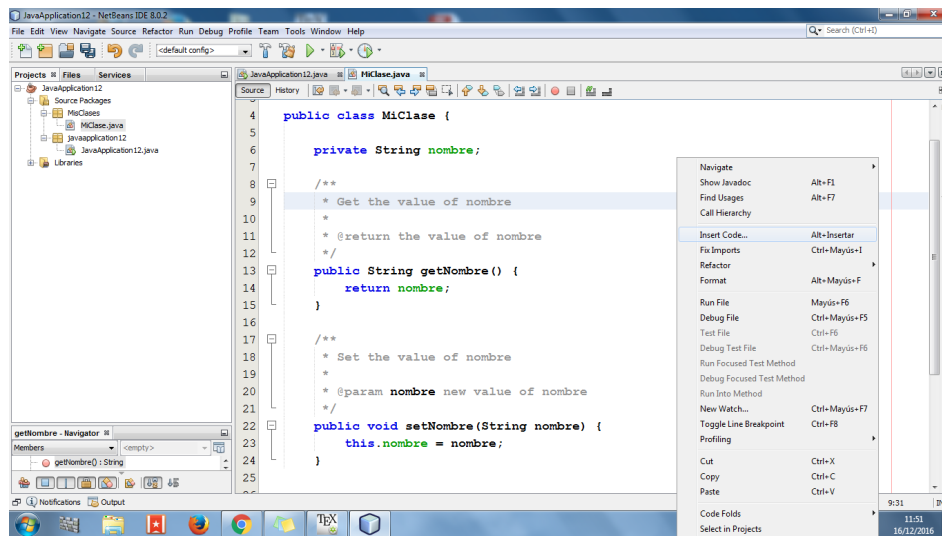 JavaApplication12 - NetBeans IDE 8.0.2
File Edit View Navigate Source Refactor Run Debug Profile Team Tools Window Help
Search (Ctrl+I)
<default config>
Projects Files Services
JavaApplication12
Source Packages
MisClases
MiClase.java
javaapplication12
JavaApplication12.java
Libraries
JavaApplication12.java MiClase.java
Source History
4 public class MiClase {
5
6 private String nombre;
7
8 /**
9 * Get the value of nombre
10 *
11 * @return the value of nombre
12 */
13 public String getNombre() {
14 return nombre;
15 }
16
17 /**
18 * Set the value of nombre
19 *
20 * @param nombre new value of nombre
21 */
22 public void setNombre(String nombre) {
23 this.nombre = nombre;
24 }
25
Navigate
Show Javadoc Alt+F1
Find Usages Alt+F7
Call Hierarchy
Insert Code... Alt+Insertar
Fix Imports Ctrl+Mayús+I
Refactor
Format Alt+Mayús+F
Run File Mayús+F6
Debug File Ctrl+Mayús+F5
Test File Ctrl+F6
Debug Test File Ctrl+Mayús+F6
Run Focused Test Method
Debug Focused Test Method
Run Into Method
New Watch... Ctrl+Mayús+F7
Toggle Line Breakpoint Ctrl+F8
Profiling
Cut Ctrl+X
Copy Ctrl+C
Paste Ctrl+V
Code Folds
Select in Projects
getNombre - Navigator
Members <empty>
getNombre() : String
Notifications Output
9:31
TEX
11:51
16/12/2016